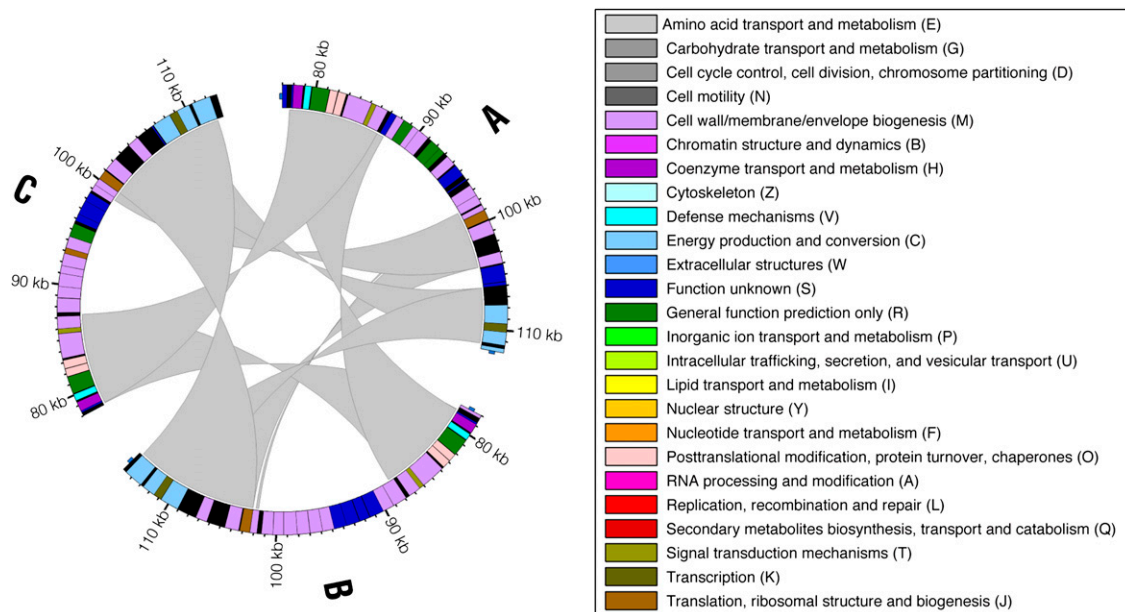 80 kb
90 kb
100 kb
110 kb
A
80 kb
90 kb
100 kb
110 kb
B
80 kb
90 kb
100 kb
110 kb
C
Amino acid transport and metabolism (E)
Carbohydrate transport and metabolism (G)
Cell cycle control, cell division, chromosome partitioning (D)
Cell motility (N)
Cell wall/membrane/envelope biogenesis (M)
Chromatin structure and dynamics (B)
Coenzyme transport and metabolism (H)
Cytoskeleton (Z)
Defense mechanisms (V)
Energy production and conversion (C)
Extracellular structures (W
Function unknown (S)
General function prediction only (R)
Inorganic ion transport and metabolism (P)
Intracellular trafficking, secretion, and vesicular transport (U)
Lipid transport and metabolism (I)
Nuclear structure (Y)
Nucleotide transport and metabolism (F)
Posttranslational modification, protein turnover, chaperones (O)
RNA processing and modification (A)
Replication, recombination and repair (L)
Secondary metabolites biosynthesis, transport and catabolism (Q)
Signal transduction mechanisms (T)
Transcription (K)
Translation, ribosomal structure and biogenesis (J)